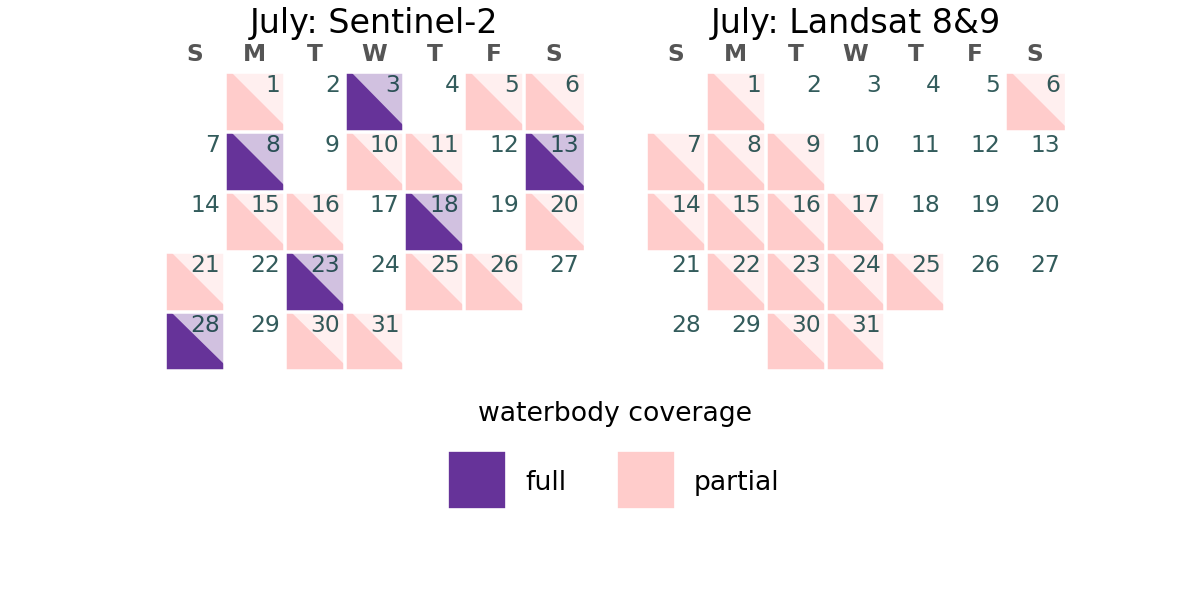 July: Sentinel-2
S M T W T F S
1 2 3 4 5 6
7 8 9 10 11 12 13
14 15 16 17 18 19 20
21 22 23 24 25 26 27
28 29 30 31
July: Landsat 8&9
S M T W T F S
1 2 3 4 5 6
7 8 9 10 11 12 13
14 15 16 17 18 19 20
21 22 23 24 25 26 27
28 29 30 31
waterbody coverage
full partial